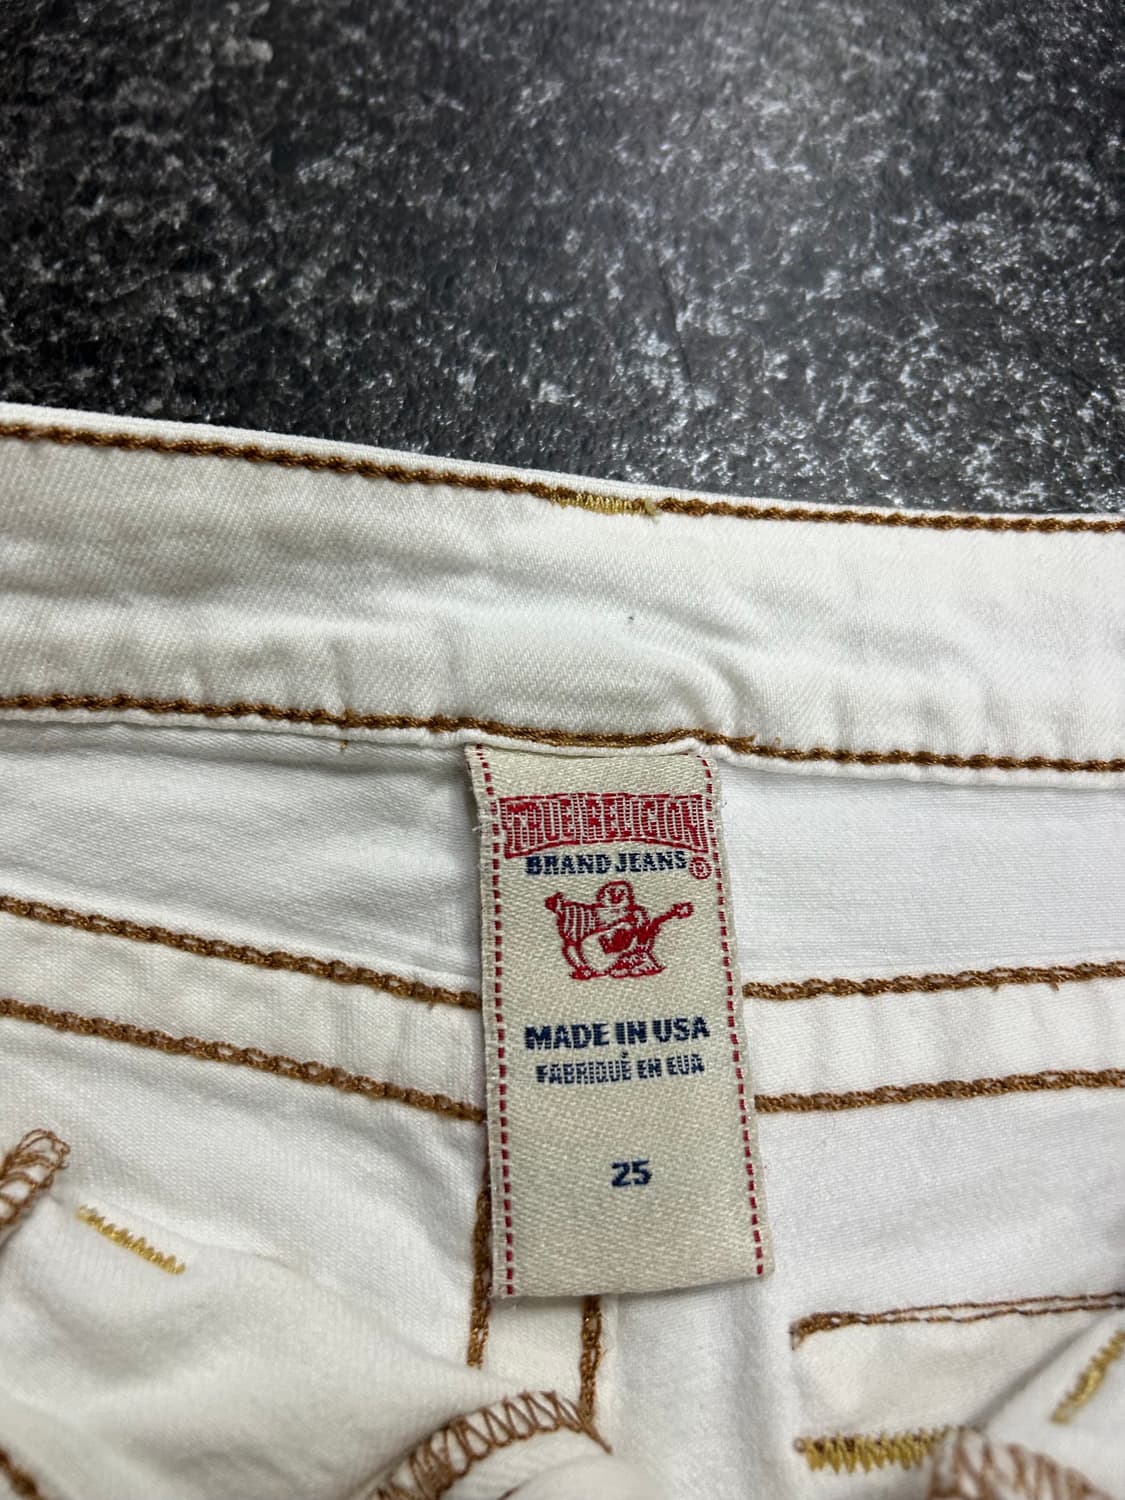 TRUE RELIGION
BRAND JEANS®
MADE IN USA
FABRIQUÉ EN EUA
25